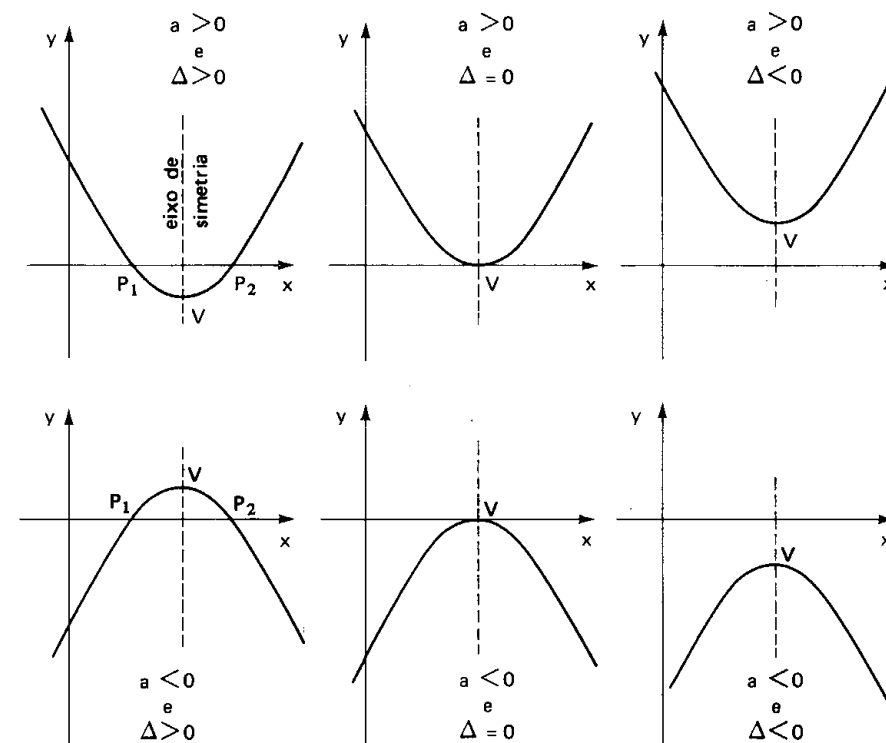 a > 0
e
Δ > 0
y
eixo de
simetria
P₁
P₂
x
V
a > 0
e
Δ = 0
y
x
V
a > 0
e
Δ < 0
y
V
x
y
V
P₁
P₂
x
a < 0
e
Δ > 0
y
V
x
a < 0
e
Δ = 0
y
x
V
a < 0
e
Δ < 0